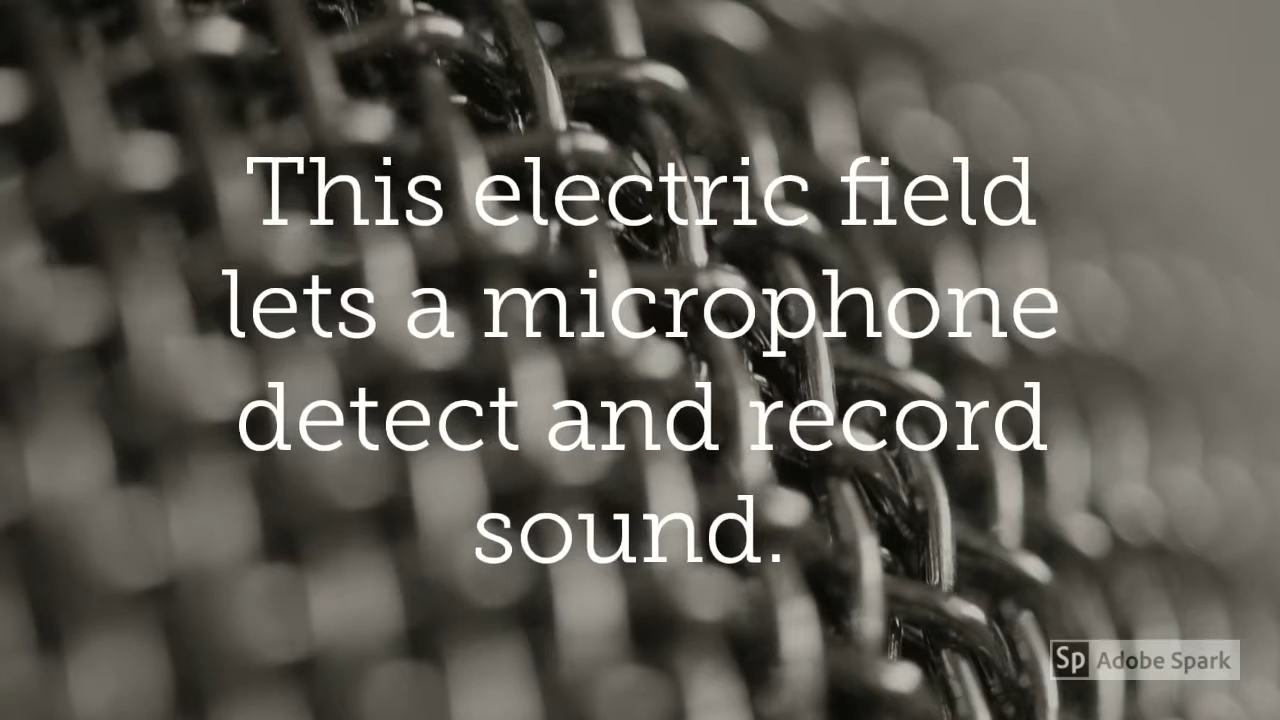 This electric field
lets a microphone
detect and record
sound.
Sp Adobe Spark